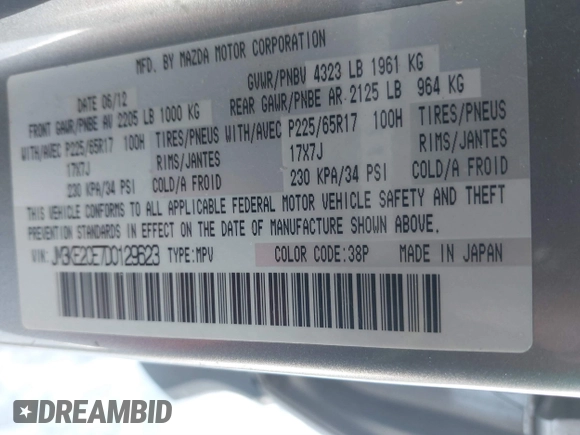 MFD. BY MAZDA MOTOR CORPORATION
DATE 06/12 GVWR/PNBV 4323 LB 1961 KG
FRONT GAWR/PNBE AV 2205 LB 1000 KG REAR GAWR/PNBE AR 2125 LB 964 KG
WITH/AVEC P225/65R17 100H TIRES/PNEUS WITH/AVEC P225/65R17 100H TIRES/PNEUS
17X7J RIMS/JANTES 17X7J RIMS/JANTES
230 KPA/34 PSI COLD/A FROID 230 KPA/34 PSI COLD/A FROID
THIS VEHICLE CONFORMS TO ALL APPLICABLE FEDERAL MOTOR VEHICLE SAFETY AND THEFT
PREVENTION STANDARDS IN EFFECT ON THE DATE OF MANUFACTURE SHOWN ABOVE.
VIN: JM3KE2CE7D0129623 TYPE:MPV COLOR CODE:38P MADE IN JAPAN
DREAMBID